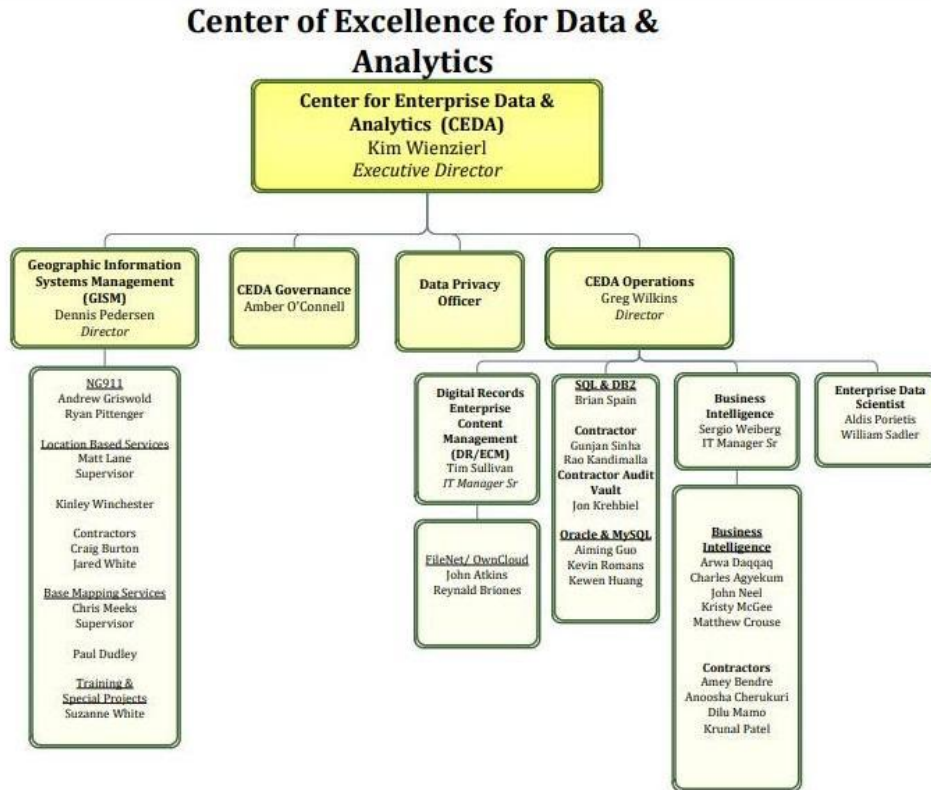 Center of Excellence for Data &
Analytics
Center for Enterprise Data &
Analytics (CEDA)
Kim Wienzierl
Executive Director
Geographic Information
Systems Management
(GISM)
Dennis Pedersen
Director
CEDA Governance
Amber O'Connell
Data Privacy
Officer
CEDA Operations
Greg Wilkins
Director
NG911
Andrew Griswold
Ryan Pittenger
Location Based Services
Matt Lane
Supervisor
Kinley Winchester
Contractors
Craig Burton
Jared White
Base Mapping Services
Chris Meeks
Supervisor
Paul Dudley
Training &
Special Projects
Suzanne White
Digital Records
Enterprise
Content
Management
(DR/ECM)
Tim Sullivan
IT Manager Sr
FileNet/ OwnCloud
John Atkins
Reynald Briones
SQL & DB2
Brian Spain
Contractor
Gunjan Sinha
Rao Kandimalla
Contractor Audit
Vault
Jon Krehbiel
Oracle & MySQL
Aiming Guo
Kevin Romans
Kewen Huang
Business
Intelligence
Sergio Weiberg
IT Manager Sr
Business
Intelligence
Arwa Daqqaq
Charles Agyekum
John Neel
Kristy McGee
Matthew Crouse
Contractors
Amey Bendre
Anoosha Cherukuri
Dilu Mamo
Krunal Patel
Enterprise Data
Scientist
Aldis Porietis
William Sadler